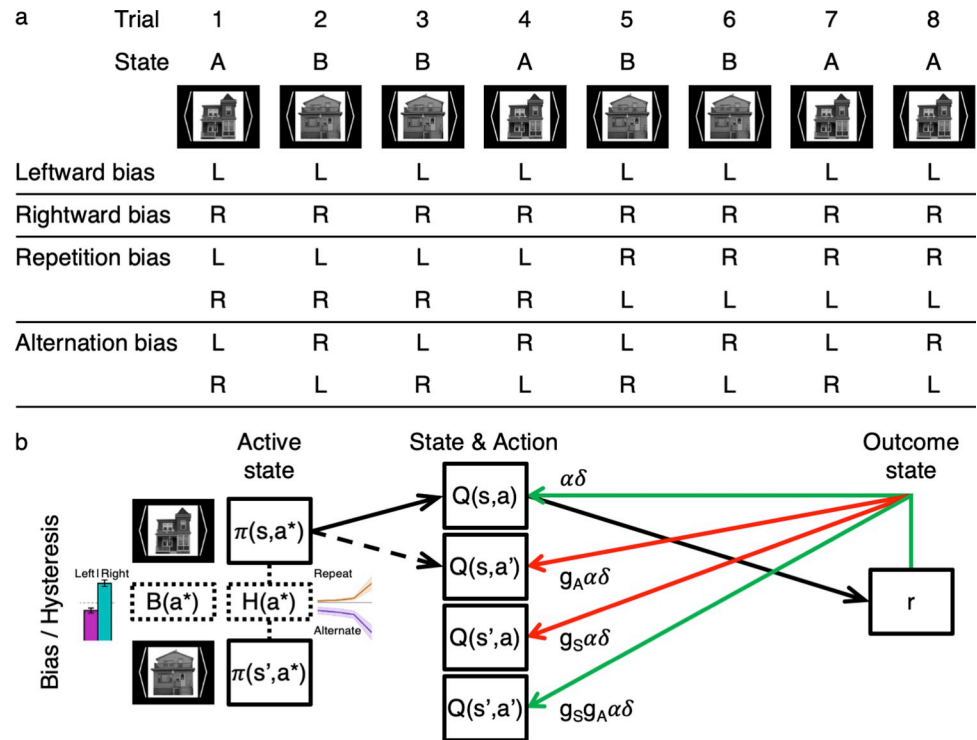 a
Trial 1 2 3 4 5 6 7 8
State A B B A B B A A
Leftward bias L L L L L L L L
Rightward bias R R R R R R R R
Repetition bias L L L L R R R R
R R R R L L L L
Alternation bias L R L R L R L R
R L R L R L R L
b
Active
state
State & Action
Outcome
state
Bias / Hysteresis
Left Right
π(s,a*)
B(a*)
H(a*)
Repeat
Alternate
π(s',a*)
Q(s,a)
αδ
Q(s,a')
gAαδ
Q(s',a)
gSαδ
Q(s',a')
gSgAαδ
r